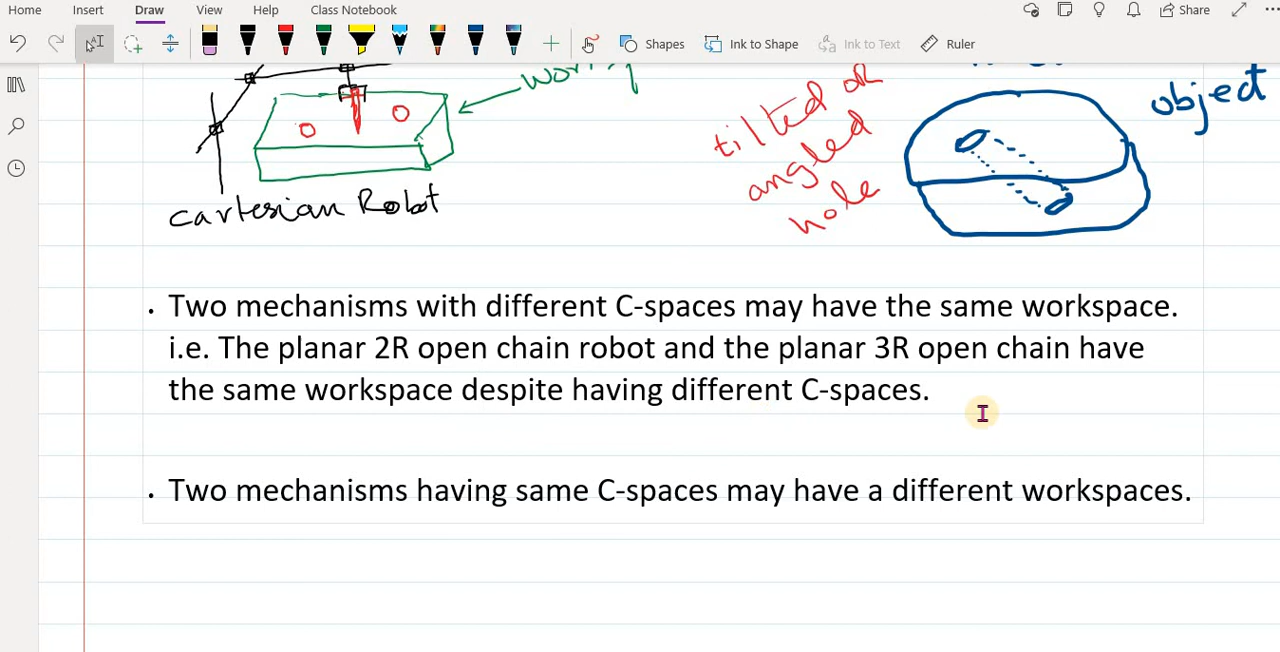 Home Insert Draw View Help Class Notebook Share
Shapes Ink to Shape Ink to Text Ruler
object
tilted or
angled
hole
Cartesian Robot
. Two mechanisms with different C-spaces may have the same workspace.
i.e. The planar 2R open chain robot and the planar 3R open chain have
the same workspace despite having different C-spaces.
. Two mechanisms having same C-spaces may have a different workspaces.